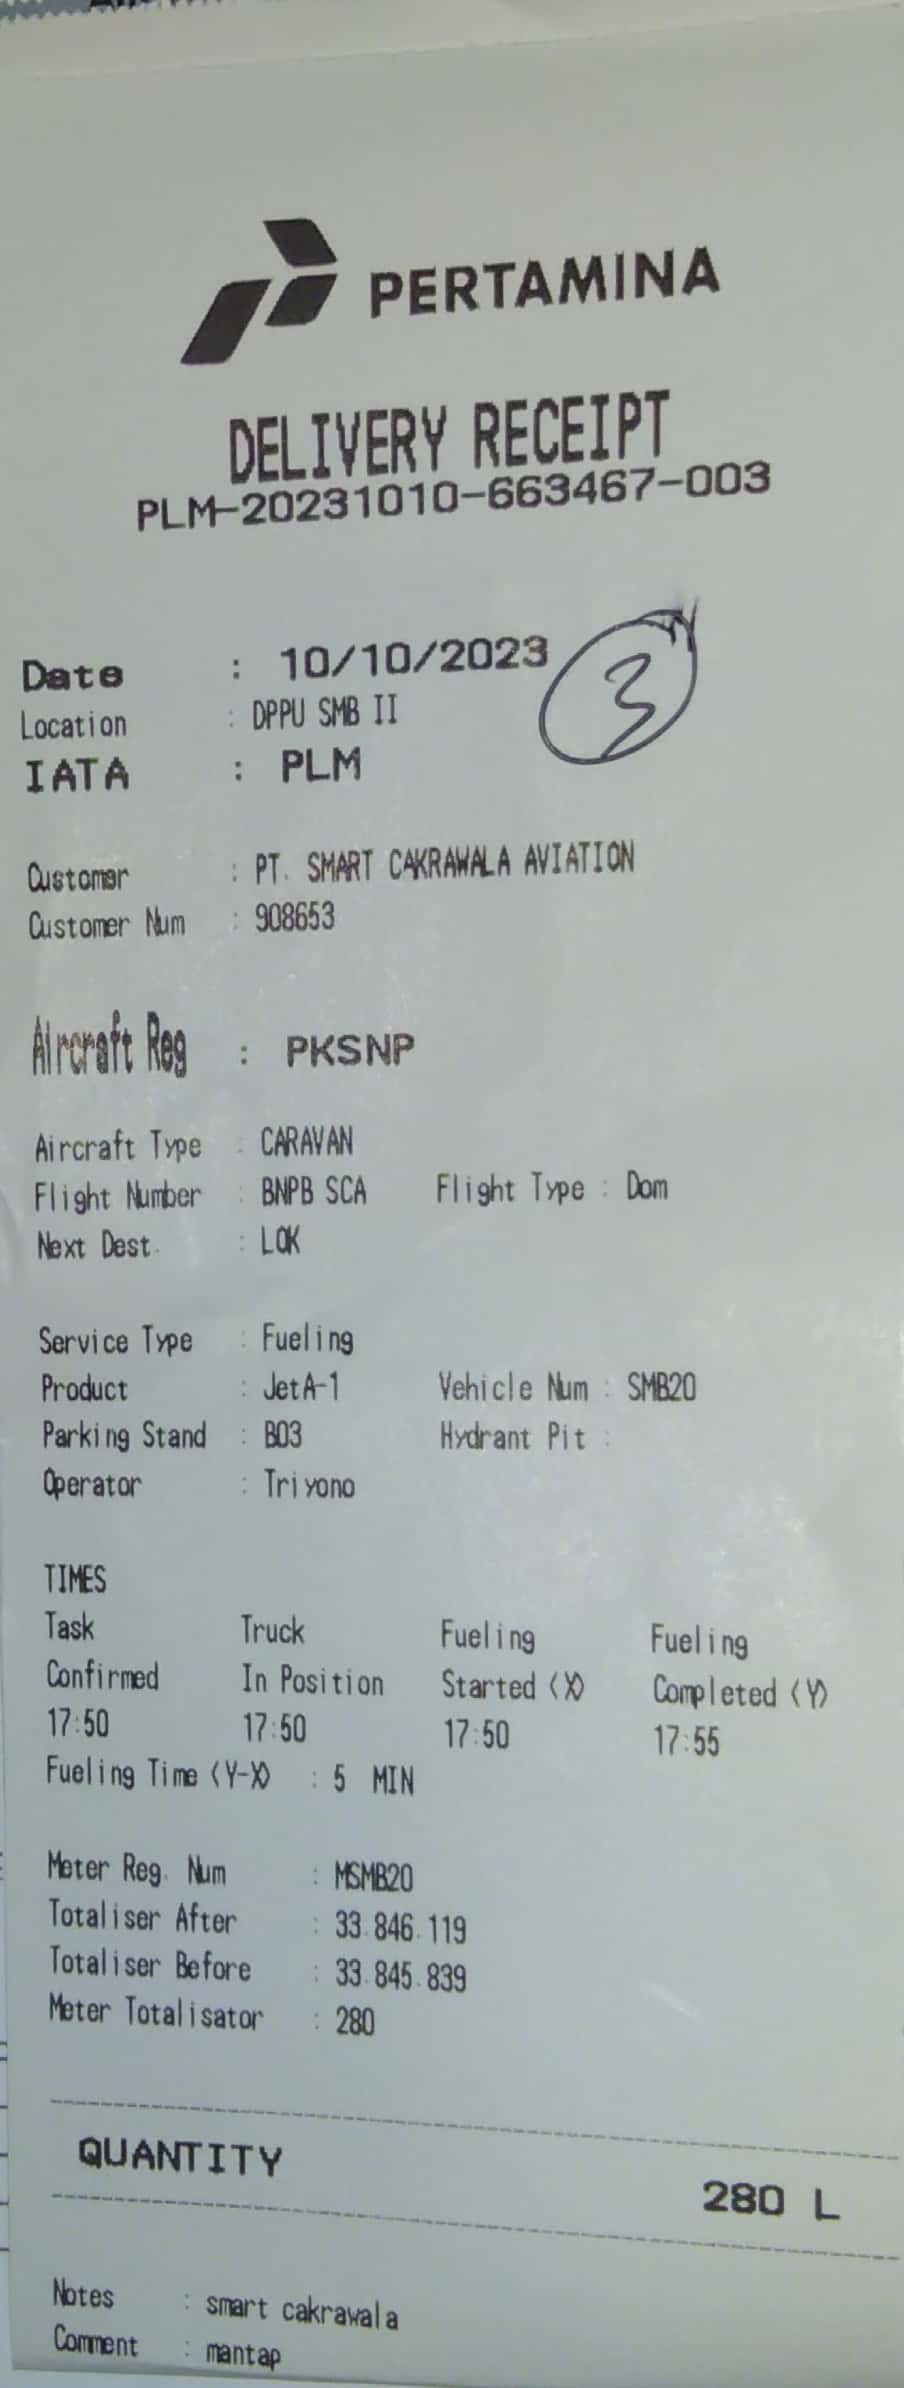 PERTAMINA
DELIVERY RECEIPT
PLM-20231010-663467-003
Date : 10/10/2023
3
Location : DPPU SMB II
IATA : PLM
Customer : PT. SMART CAKRAWALA AVIATION
Customer Num : 908653
Aircraft Reg : PKSNP
Aircraft Type : CARAVAN
Flight Number : BNPB SCA Flight Type : Dom
Next Dest. : LOK
Service Type : Fueling
Product : JetA-1 Vehicle Num : SMB20
Parking Stand : B03 Hydrant Pit :
Operator : Triyono
TIMES
Task Truck Fueling Fueling
Confirmed In Position Started (X) Completed (Y)
17:50 17:50 17:50 17:55
Fueling Time (Y-X) : 5 MIN
Meter Reg. Num : MSMB20
Totaliser After : 33.846.119
Totaliser Before : 33.845.839
Meter Totalisator : 280
QUANTITY 280 L
Notes : smart cakrawala
Comment : mantap